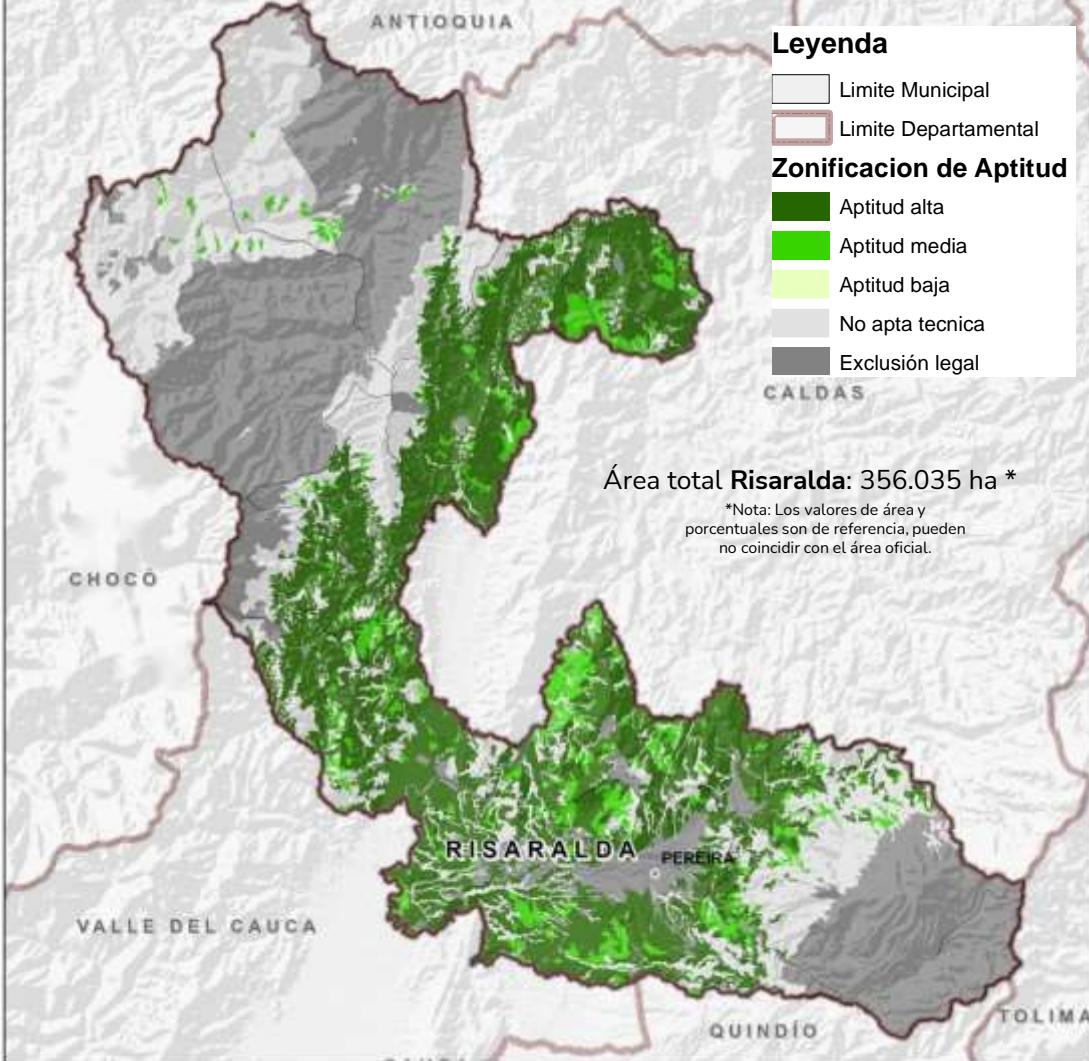 ANTIOQUIA
Leyenda
Limite Municipal
Limite Departamental
Zonificacion de Aptitud
Aptitud alta
Aptitud media
Aptitud baja
No apta tecnica
Exclusión legal
CALDAS
Área total Risaralda: 356.035 ha *
*Nota: Los valores de área y
porcentuales son de referencia, pueden
no coincidir con el área oficial.
CHOCÓ
RISARALDA
PEREIRA
VALLE DEL CAUCA
TOLIMA
QUINDÍO